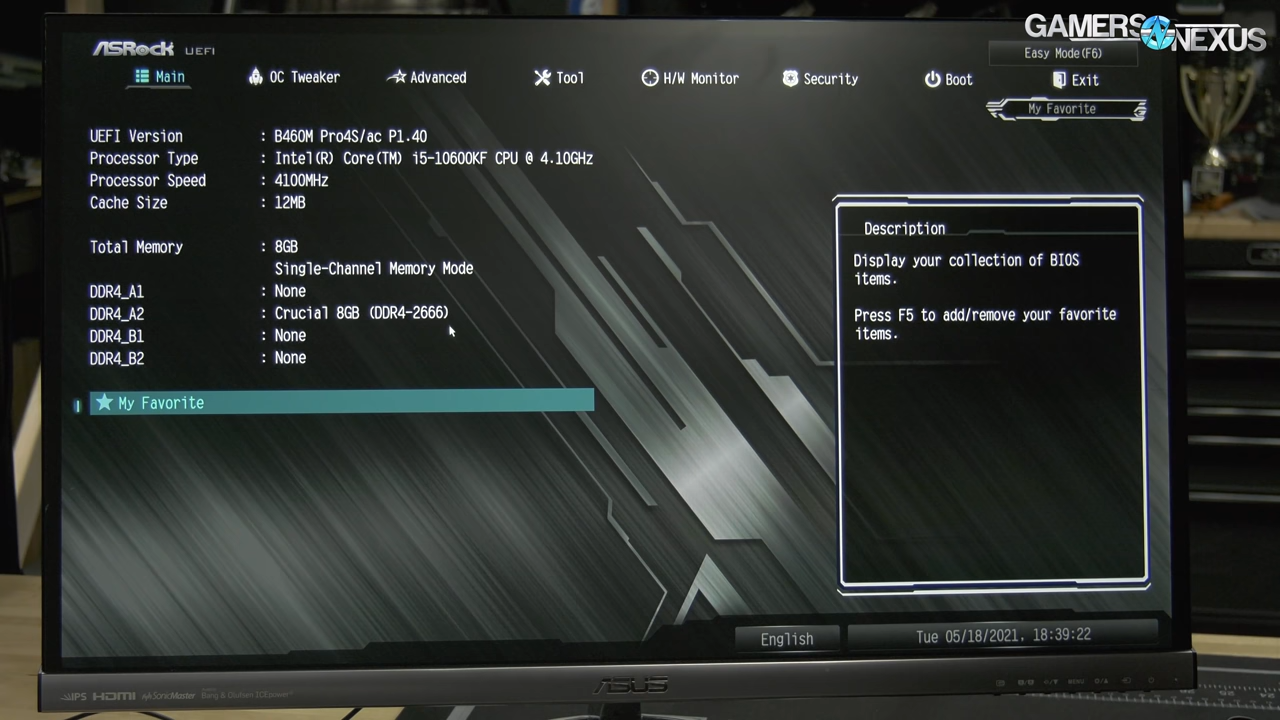 GAMERS NEXUS
ASRock UEFI
Easy Mode(F6)
Main OC Tweaker Advanced Tool H/W Monitor Security Boot Exit
My Favorite
UEFI Version : B460M Pro4S/ac P1.40
Processor Type : Intel(R) Core(TM) i5-10600KF CPU @ 4.10GHz
Processor Speed : 4100MHz
Cache Size : 12MB
Total Memory : 8GB
Single-Channel Memory Mode
DDR4_A1 : None
DDR4_A2 : Crucial 8GB (DDR4-2666)
DDR4_B1 : None
DDR4_B2 : None
My Favorite
Description
Display your collection of BIOS
items.
Press F5 to add/remove your favorite
items.
English
Tue 05/18/2021, 18:39:22
IPS HDMI SonicMaster Bang & Olufsen ICEpower
ASUS